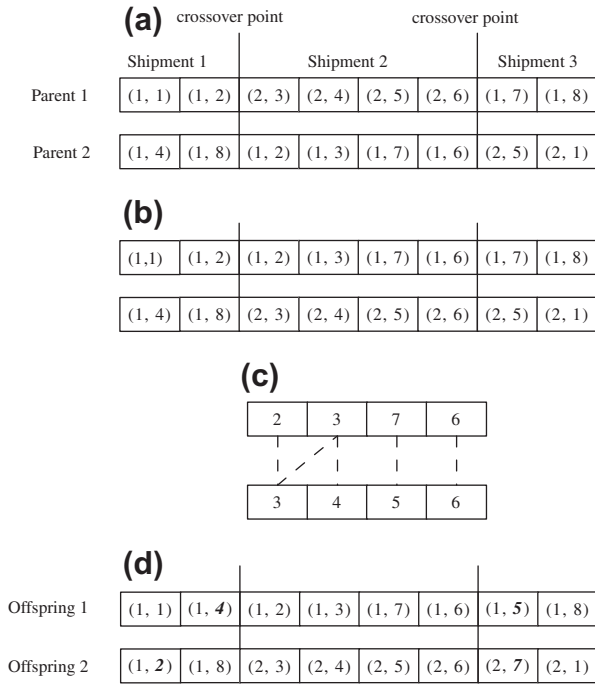 (a)
crossover point crossover point
Shipment 1 Shipment 2 Shipment 3
Parent 1 (1, 1) (1, 2) (2, 3) (2, 4) (2, 5) (2, 6) (1, 7) (1, 8)
Parent 2 (1, 4) (1, 8) (1, 2) (1, 3) (1, 7) (1, 6) (2, 5) (2, 1)
(b)
(1,1) (1, 2) (1, 2) (1, 3) (1, 7) (1, 6) (1, 7) (1, 8)
(1, 4) (1, 8) (2, 3) (2, 4) (2, 5) (2, 6) (2, 5) (2, 1)
(c)
2 3 7 6
3 4 5 6
(d)
Offspring 1 (1, 1) (1, 4) (1, 2) (1, 3) (1, 7) (1, 6) (1, 5) (1, 8)
Offspring 2 (1, 2) (1, 8) (2, 3) (2, 4) (2, 5) (2, 6) (2, 7) (2, 1)